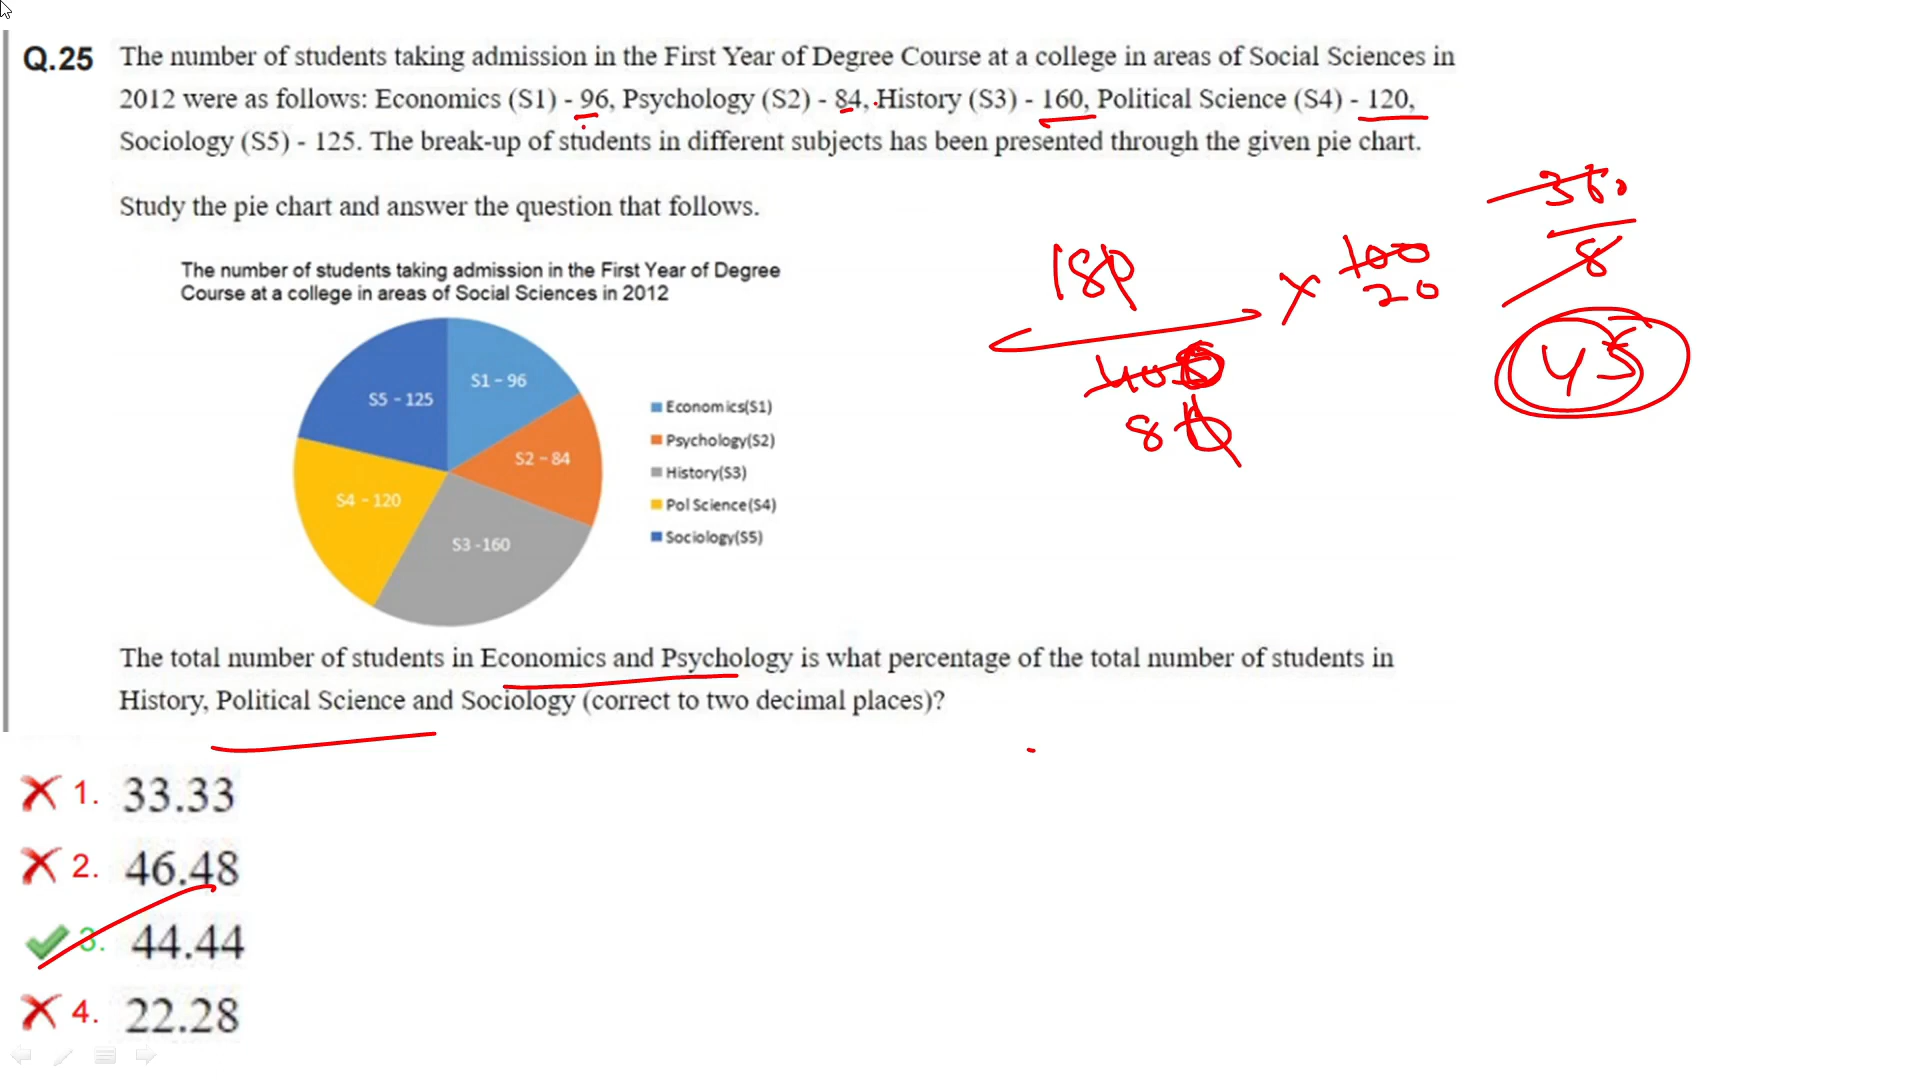 Q.25 The number of students taking admission in the First Year of Degree Course at a college in areas of Social Sciences in
2012 were as follows: Economics (S1) - 96, Psychology (S2) - 84, History (S3) - 160, Political Science (S4) - 120,
Sociology (S5) - 125. The break-up of students in different subjects has been presented through the given pie chart.
Study the pie chart and answer the question that follows.
The number of students taking admission in the First Year of Degree
Course at a college in areas of Social Sciences in 2012
S1 - 96
S5 - 125
S2 - 84
S4 - 120
S3 -160
Economics(S1)
Psychology(S2)
History(S3)
Pol Science(S4)
Sociology(S5)
180
× 100
20
405
8
360
8
45
The total number of students in Economics and Psychology is what percentage of the total number of students in
History, Political Science and Sociology (correct to two decimal places)?
1. 33.33
2. 46.48
3. 44.44
4. 22.28